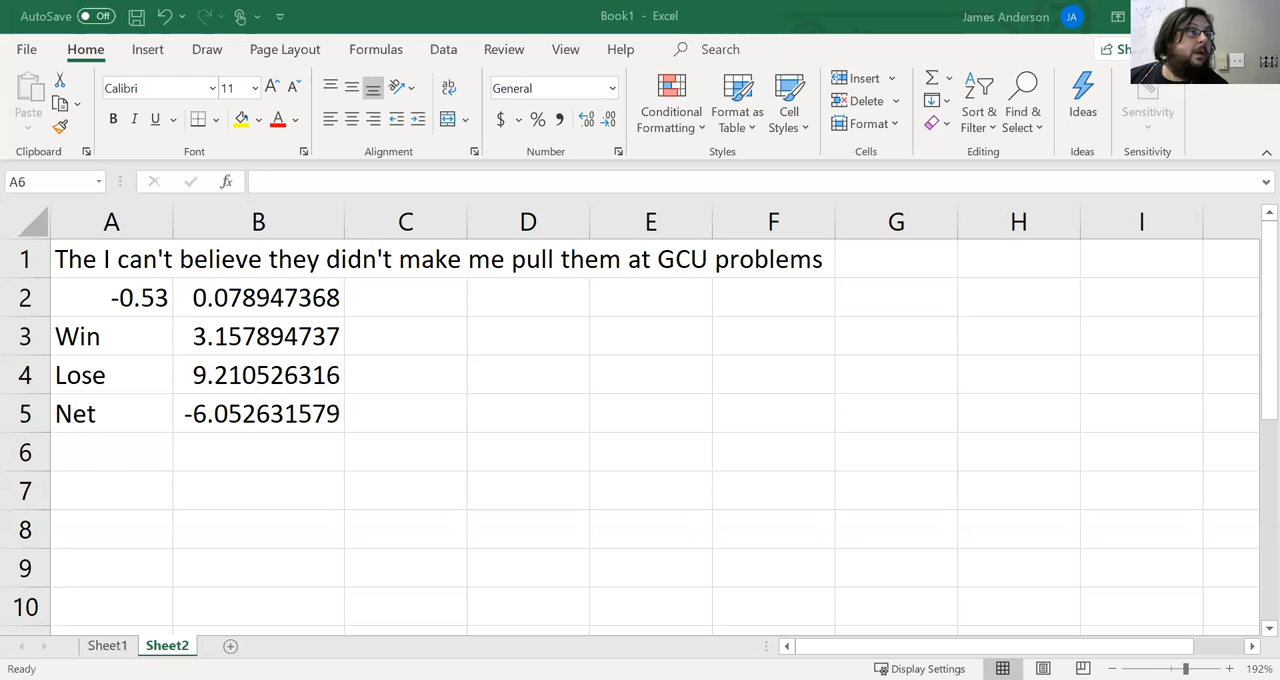 AutoSave Off Book1 - Excel James Anderson JA
File Home Insert Draw Page Layout Formulas Data Review View Help Search
Paste Calibri 11 General Conditional Formatting Format as Table Cell Styles Insert Delete Format Sort & Filter Find & Select Ideas Sensitivity
Clipboard Font Alignment Number Styles Cells Editing Ideas Sensitivity
A6 fx
A B C D E F G H I
1 The I can't believe they didn't make me pull them at GCU problems
2 -0.53 0.078947368
3 Win 3.157894737
4 Lose 9.210526316
5 Net -6.052631579
6
7
8
9
10
Sheet1 Sheet2
Ready Display Settings 192%